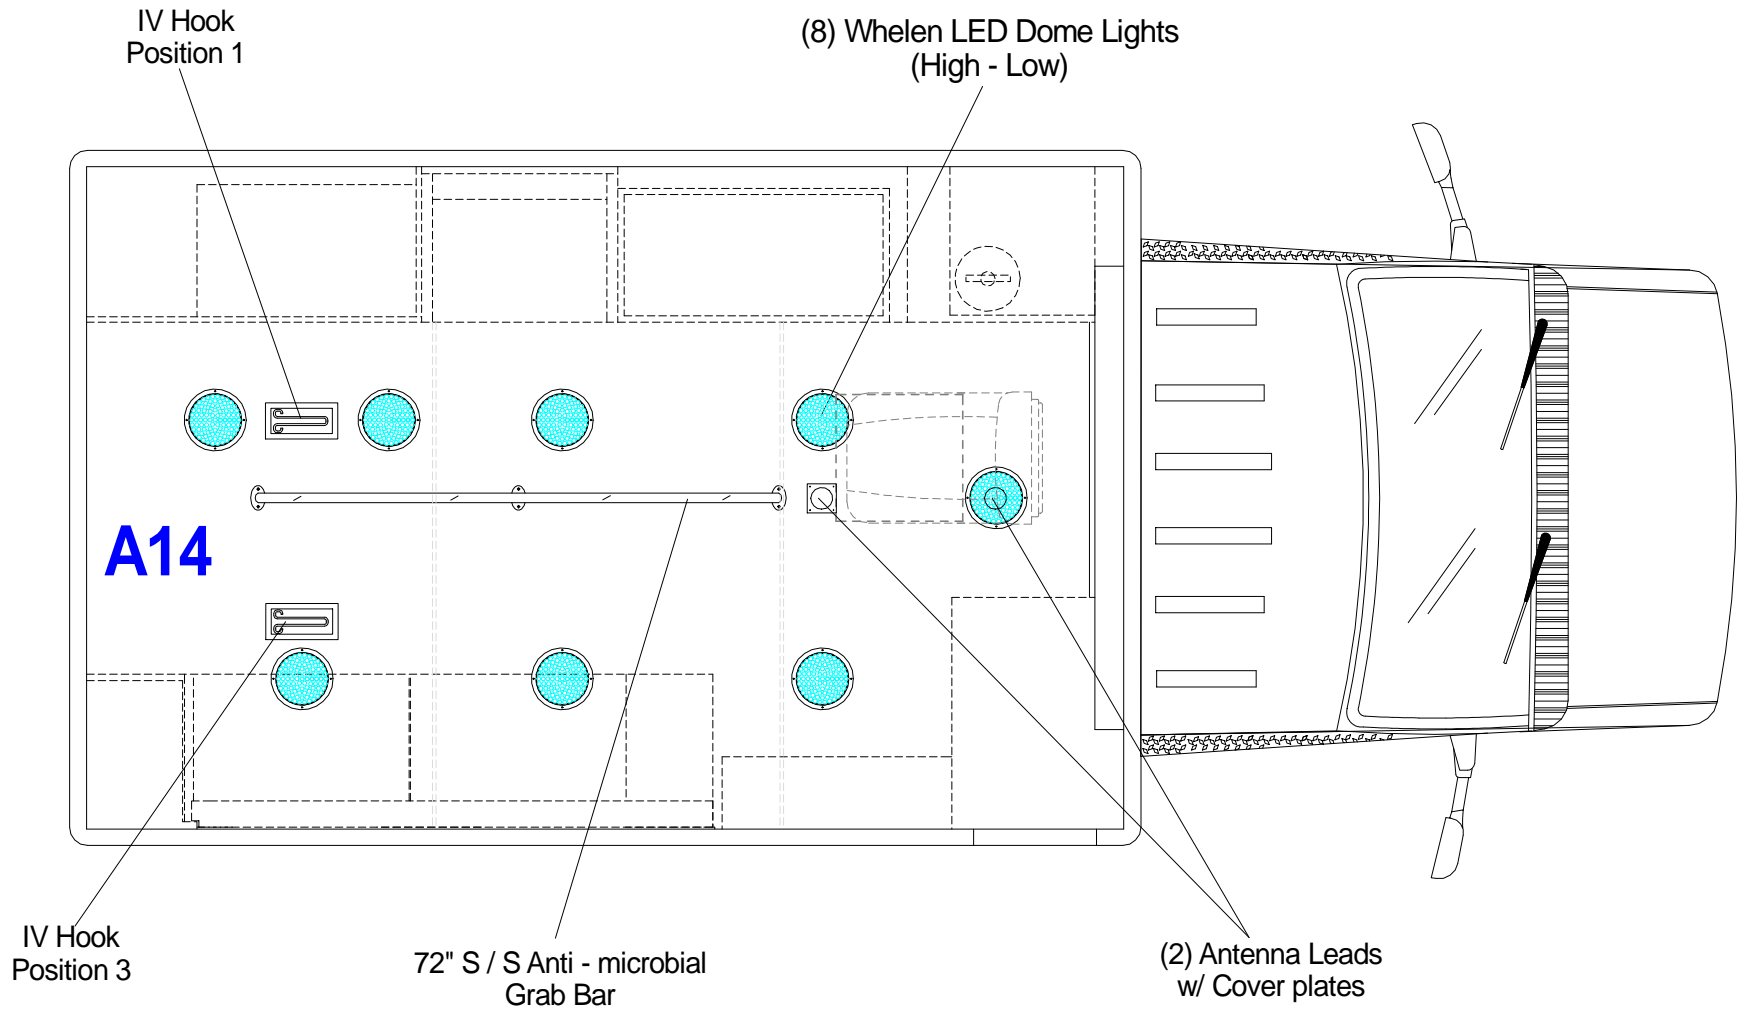 IV Hook
Position 1
(8) Whelen LED Dome Lights
(High - Low)
A14
IV Hook
Position 3
72" S / S Anti - microbial
Grab Bar
(2) Antenna Leads
w/ Cover plates